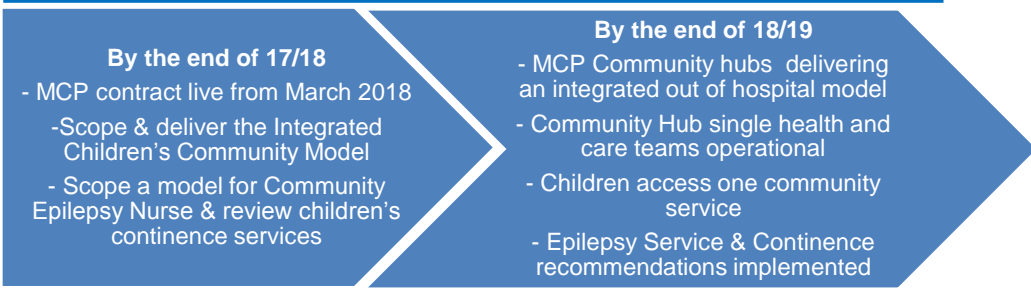 By the end of 17/18
- MCP contract live from March 2018
-Scope & deliver the Integrated
Children's Community Model
- Scope a model for Community
Epilepsy Nurse & review children's
continence services
By the end of 18/19
- MCP Community hubs delivering
an integrated out of hospital model
- Community Hub single health and
care teams operational
- Children access one community
service
- Epilepsy Service & Continence
recommendations implemented